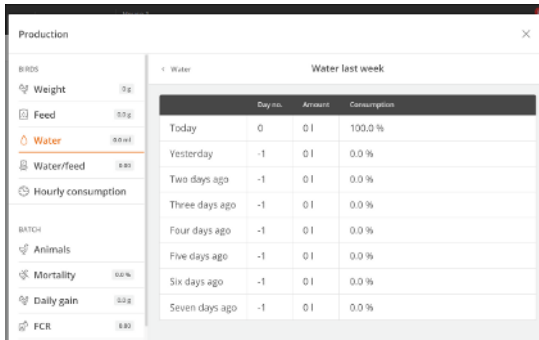 Production
×
BIRDS
Weight 0 g
Feed 0.0 g
Water 0.0 ml
Water/feed 0.00
Hourly consumption
BATCH
Animals
Mortality 0.0 %
Daily gain 0.0 g
FCR 0.00
‹ Water
Water last week
Day no. Amount Consumption
Today 0 0 l 100.0 %
Yesterday -1 0 l 0.0 %
Two days ago -1 0 l 0.0 %
Three days ago -1 0 l 0.0 %
Four days ago -1 0 l 0.0 %
Five days ago -1 0 l 0.0 %
Six days ago -1 0 l 0.0 %
Seven days ago -1 0 l 0.0 %